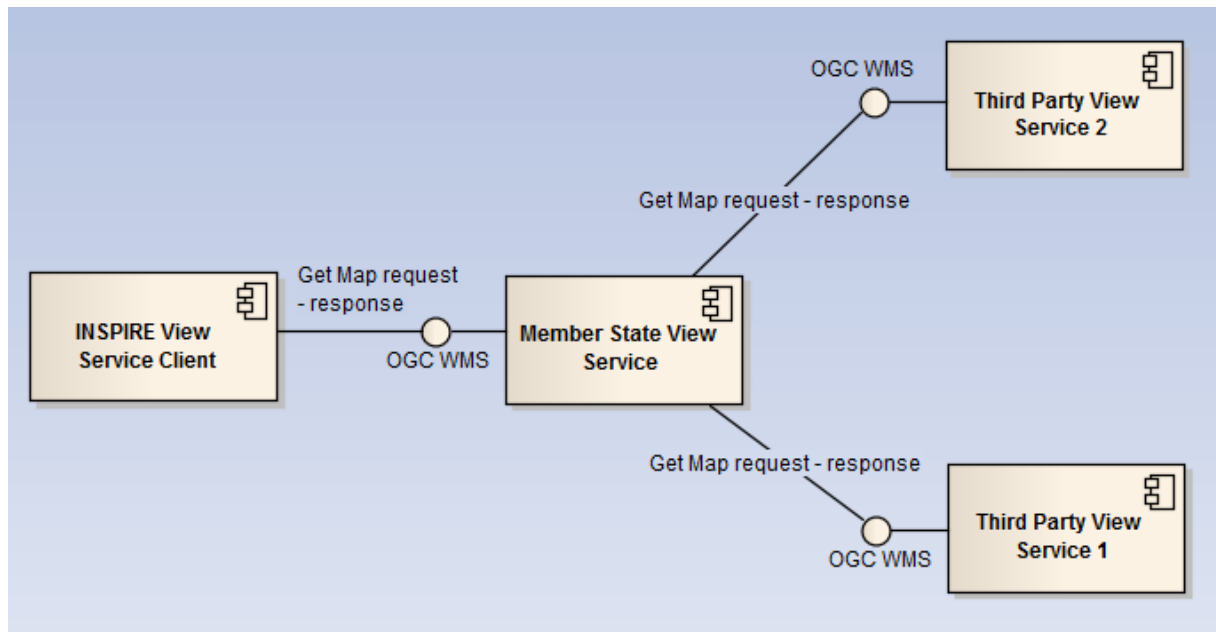 OGC WMS
Third Party View
Service 2
Get Map request - response
Get Map request
- response
INSPIRE View
Service Client
OGC WMS
Member State View
Service
Get Map request - response
Third Party View
Service 1
OGC WMS